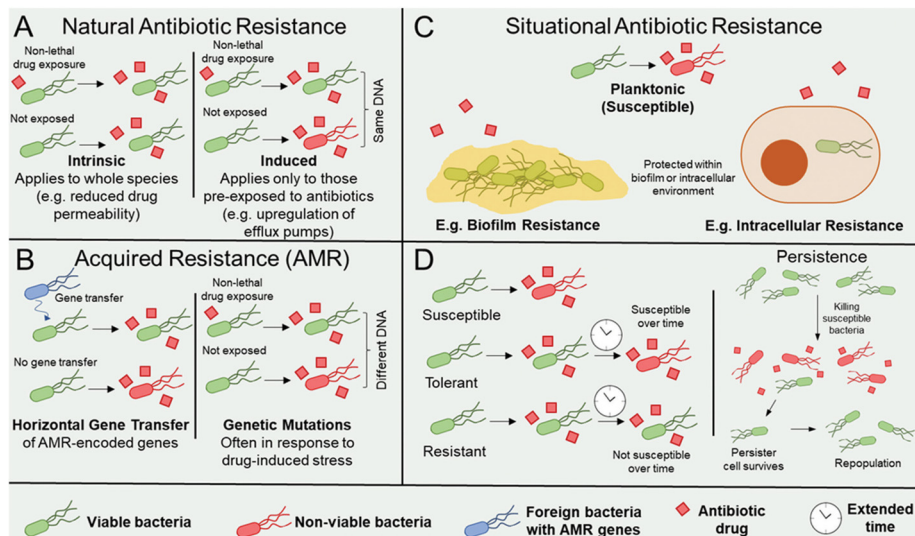 A
Natural Antibiotic Resistance
Non-lethal
drug exposure
Not exposed
Intrinsic
Applies to whole species
(e.g. reduced drug
permeability)
Non-lethal
drug exposure
Not exposed
Induced
Applies only to those
pre-exposed to antibiotics
(e.g. upregulation of
efflux pumps)
Same DNA
C
Situational Antibiotic Resistance
Planktonic
(Susceptible)
Protected within
biofilm or intracellular
environment
E.g. Biofilm Resistance
E.g. Intracellular Resistance
B
Acquired Resistance (AMR)
Gene transfer
No gene transfer
Horizontal Gene Transfer
of AMR-encoded genes
Non-lethal
drug exposure
Not exposed
Genetic Mutations
Often in response to
drug-induced stress
Different DNA
D
Susceptible
Tolerant
Susceptible
over time
Resistant
Not susceptible
over time
Persistence
Killing
susceptible
bacteria
Persister
cell survives
Repopulation
Viable bacteria
Non-viable bacteria
Foreign bacteria
with AMR genes
Antibiotic
drug
Extended
time